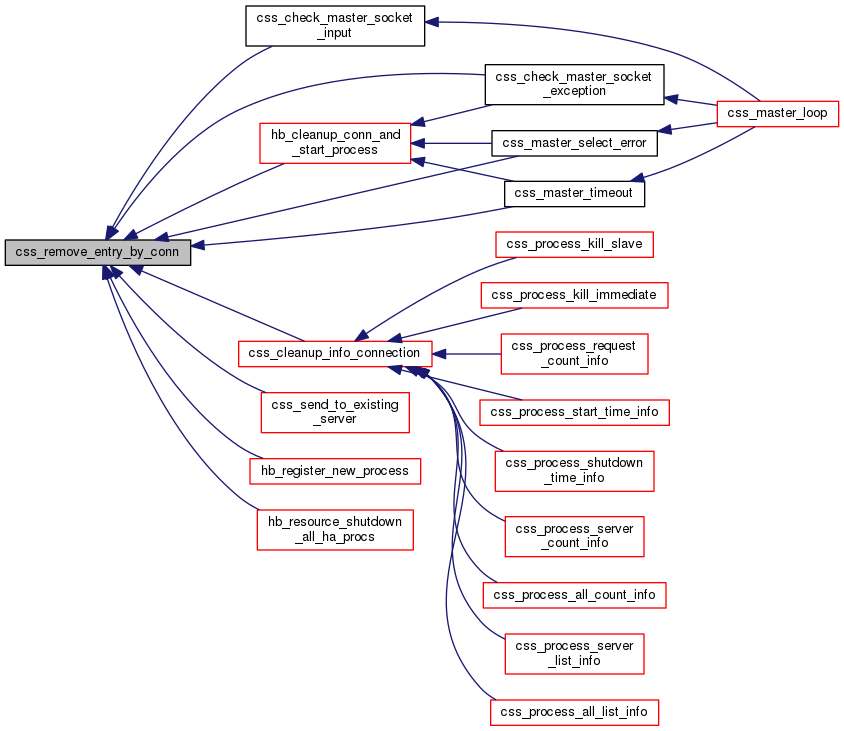 css_check_master_socket
_input
css_check_master_socket
_exception
css_master_loop
hb_cleanup_conn_and
_start_process
css_master_select_error
css_master_timeout
css_remove_entry_by_conn
css_process_kill_slave
css_process_kill_immediate
css_cleanup_info_connection
css_process_request
_count_info
css_send_to_existing
_server
css_process_start_time_info
hb_register_new_process
css_process_shutdown
_time_info
hb_resource_shutdown
_all_ha_procs
css_process_server
_count_info
css_process_all_count_info
css_process_server
_list_info
css_process_all_list_info